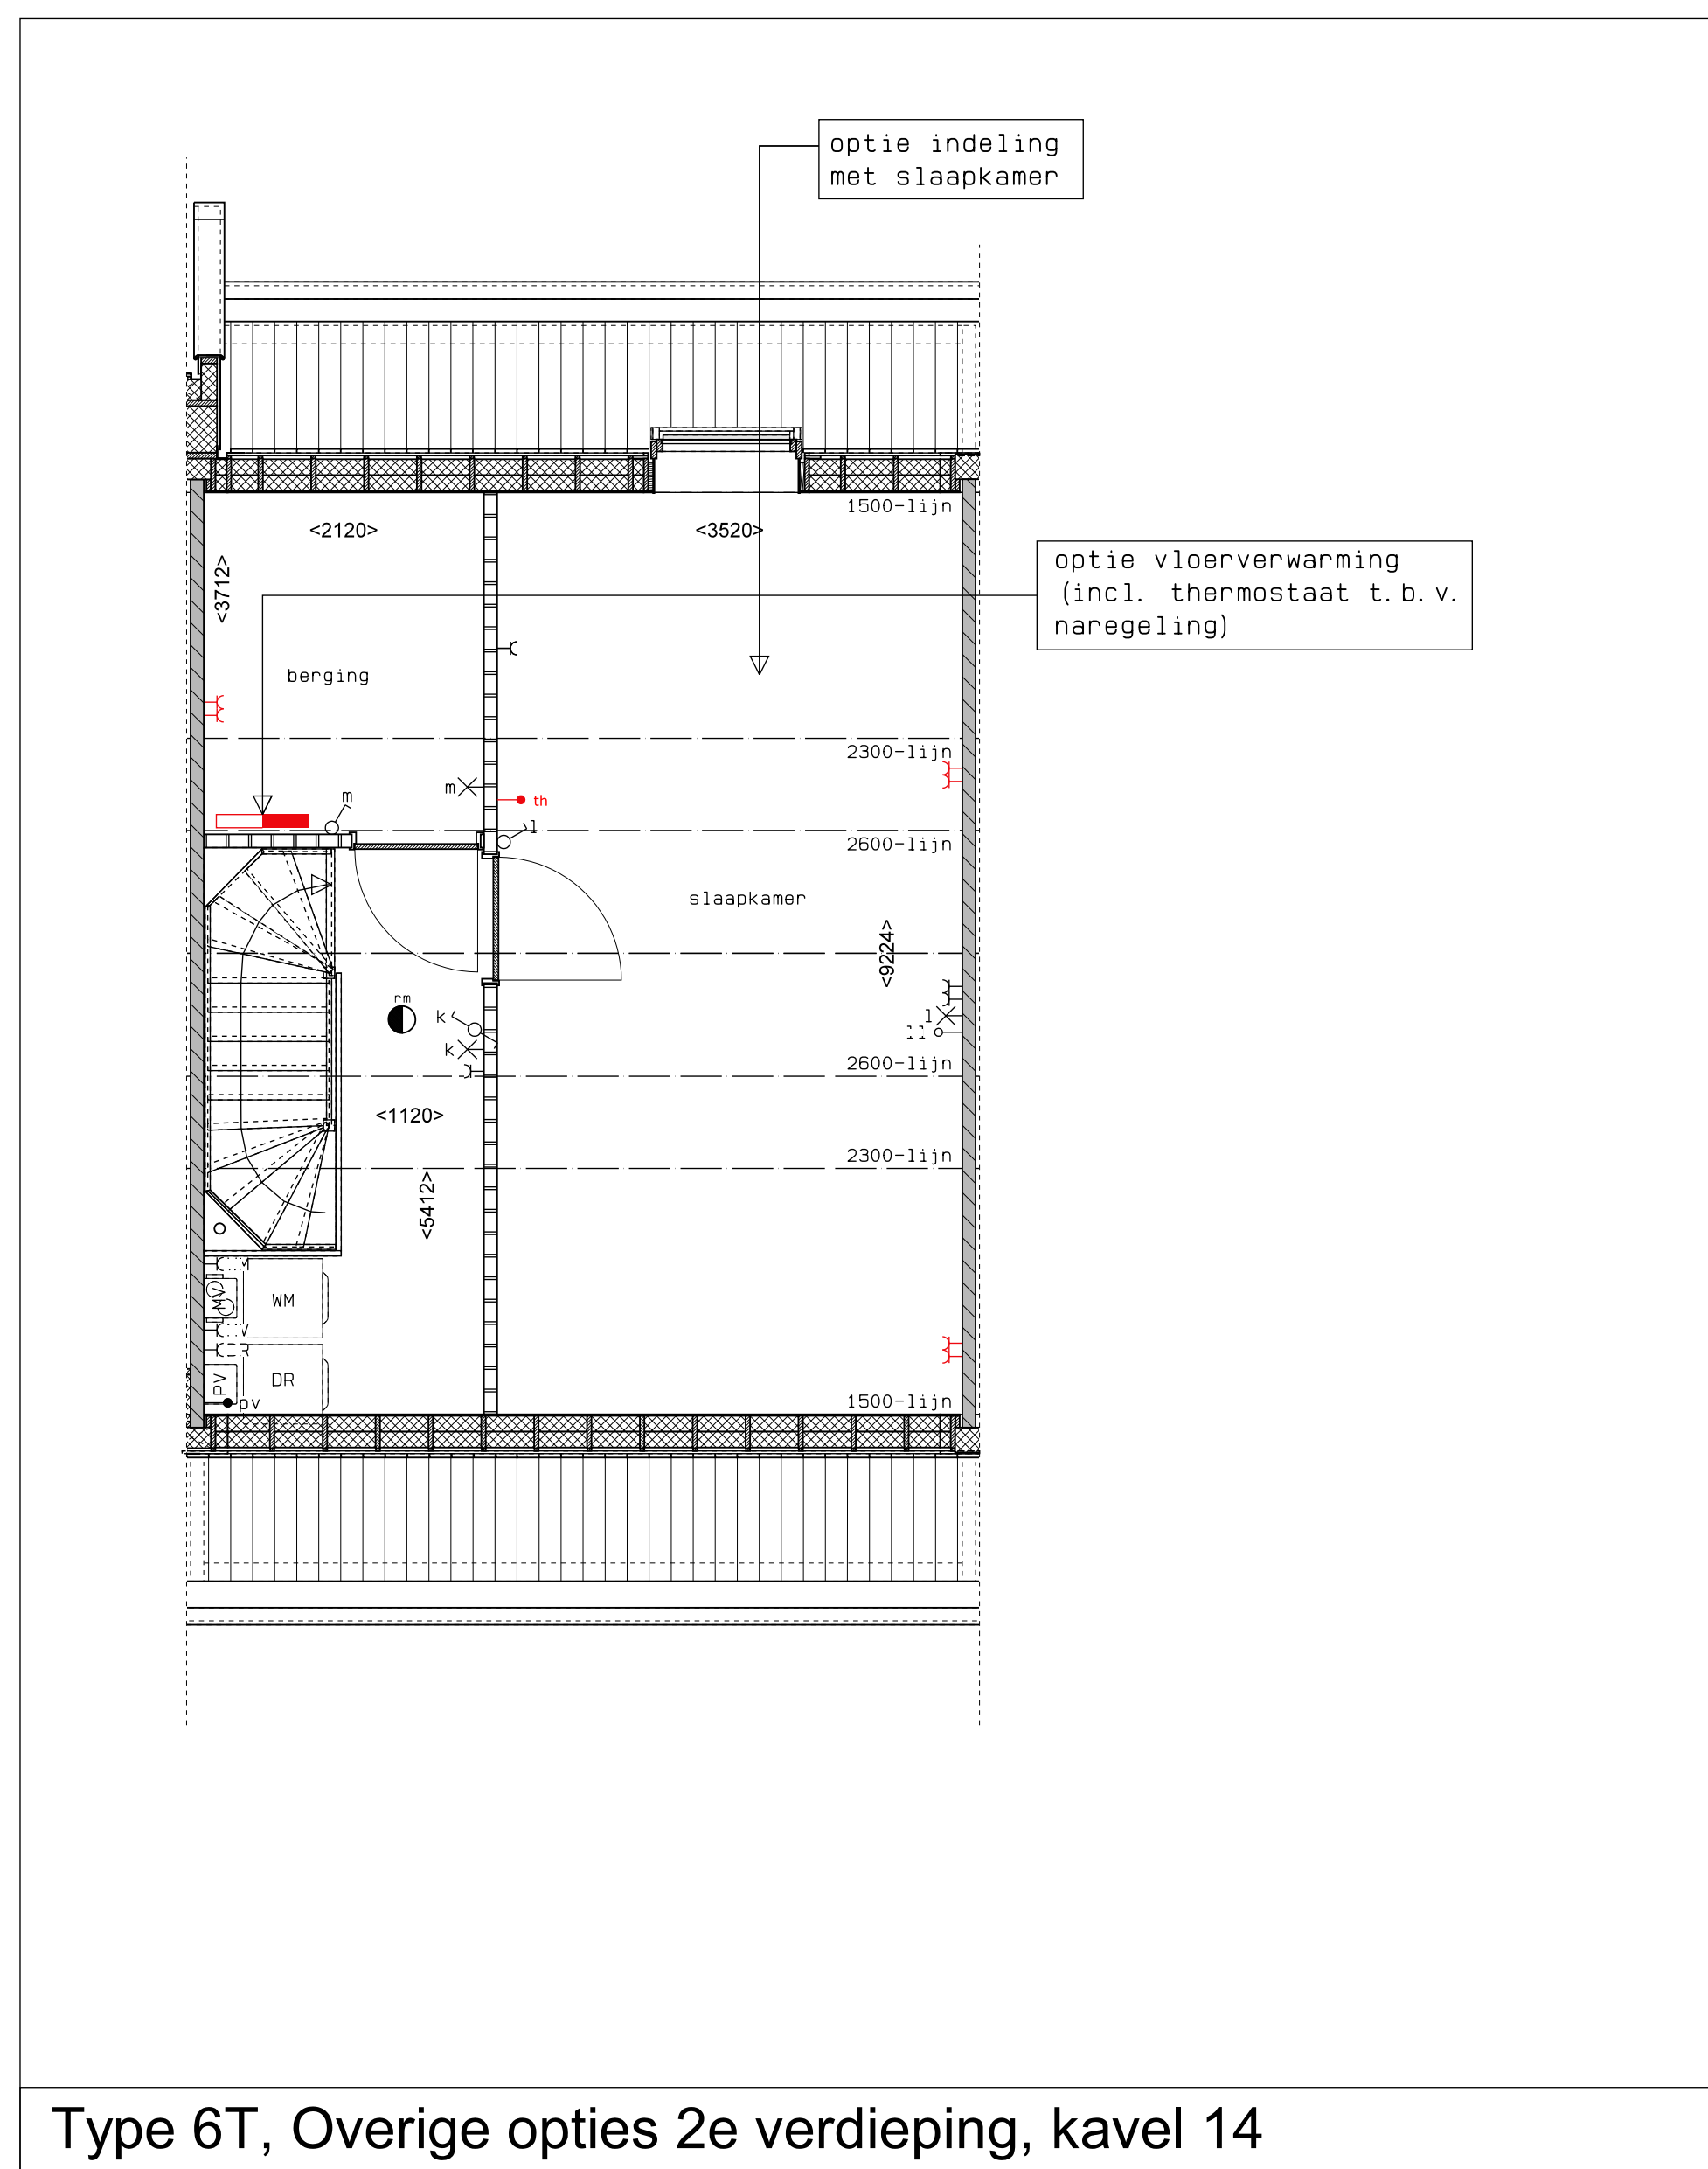 optie indeling
met slaapkamer
1500-lijn
<2120>
<3520>
<3712>
optie vloerverwarming
(incl. thermostaat t.b.v.
naregeling)
berging
2300-lijn
m
th
m
l
2600-lijn
slaapkamer
<9224>
rm
k
l
k
2600-lijn
<1120>
2300-lijn
<5412>
MV
WM
PV
DR
pv
1500-lijn
Type 6T, Overige opties 2e verdieping, kavel 14